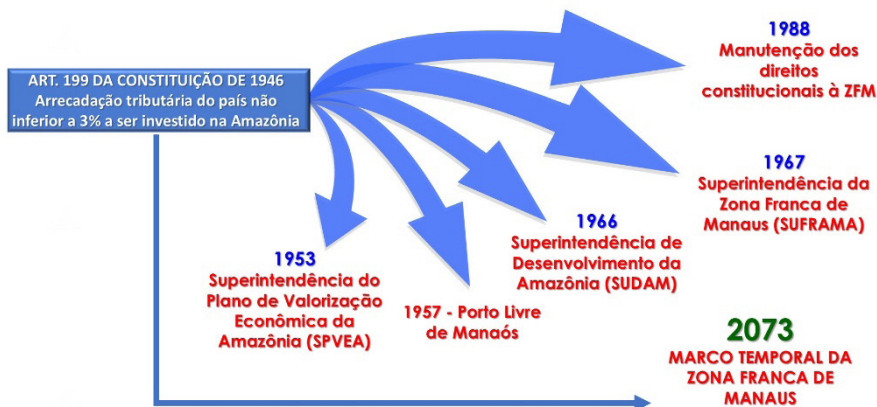 ART. 199 DA CONSTITUIÇÃO DE 1946
Arrecadação tributária do país não
inferior a 3% a ser investido na Amazônia
1953
Superintendência do
Plano de Valorização
Econômica da
Amazônia (SPVEA)
1957 - Porto Livre
de Manaós
1966
Superintendência de
Desenvolvimento da
Amazônia (SUDAM)
1967
Superintendência da
Zona Franca de
Manaus (SUFRAMA)
1988
Manutenção dos
direitos
constitucionais à ZFM
2073
MARCO TEMPORAL DA
ZONA FRANCA DE
MANAUS